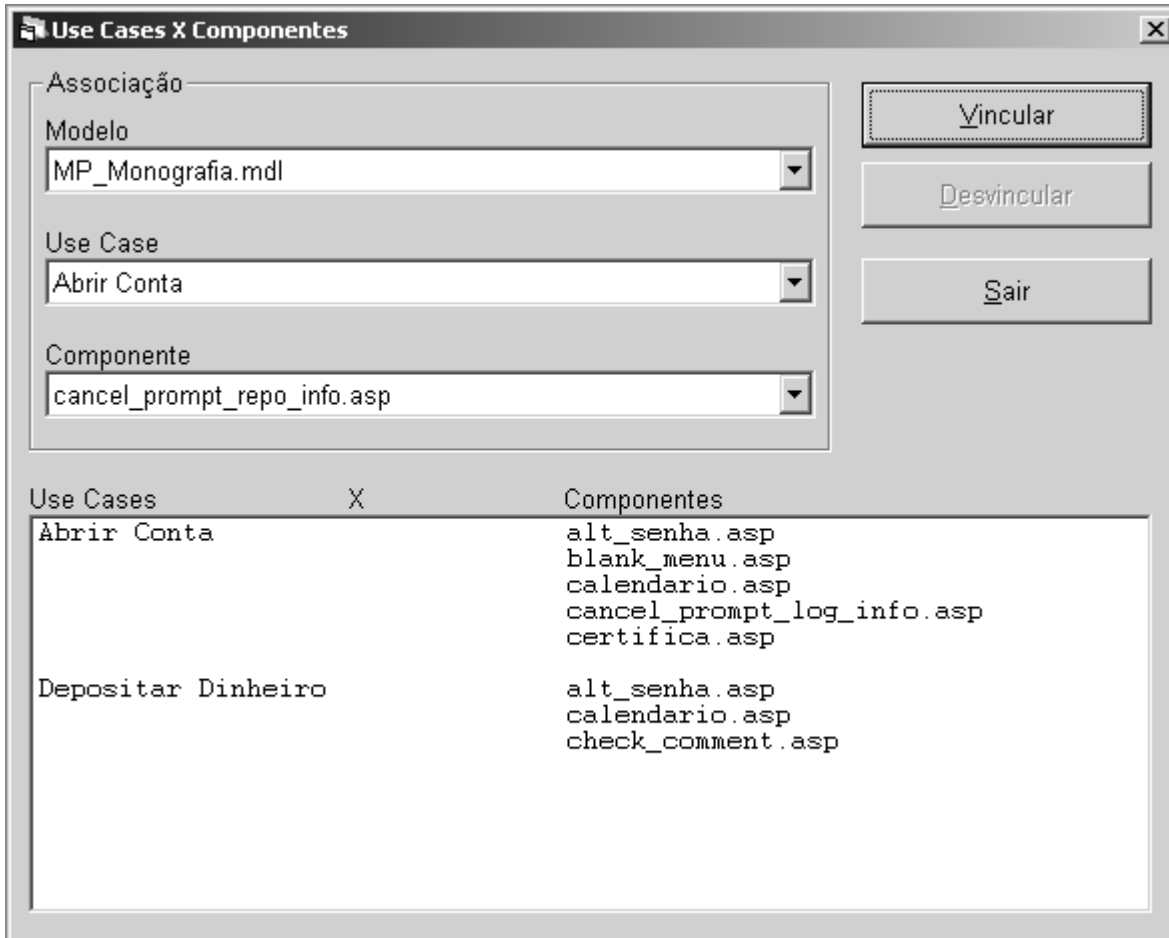 Use Cases X Componentes
Associação
Modelo
MP_Monografia.mdl
Use Case
Abrir Conta
Componente
cancel_prompt_repo_info.asp
Vincular
Desvincular
Sair
Use Cases X Componentes
Abrir Conta alt_senha.asp
blank_menu.asp
calendario.asp
cancel_prompt_log_info.asp
certifica.asp
Depositar Dinheiro alt_senha.asp
calendario.asp
check_comment.asp